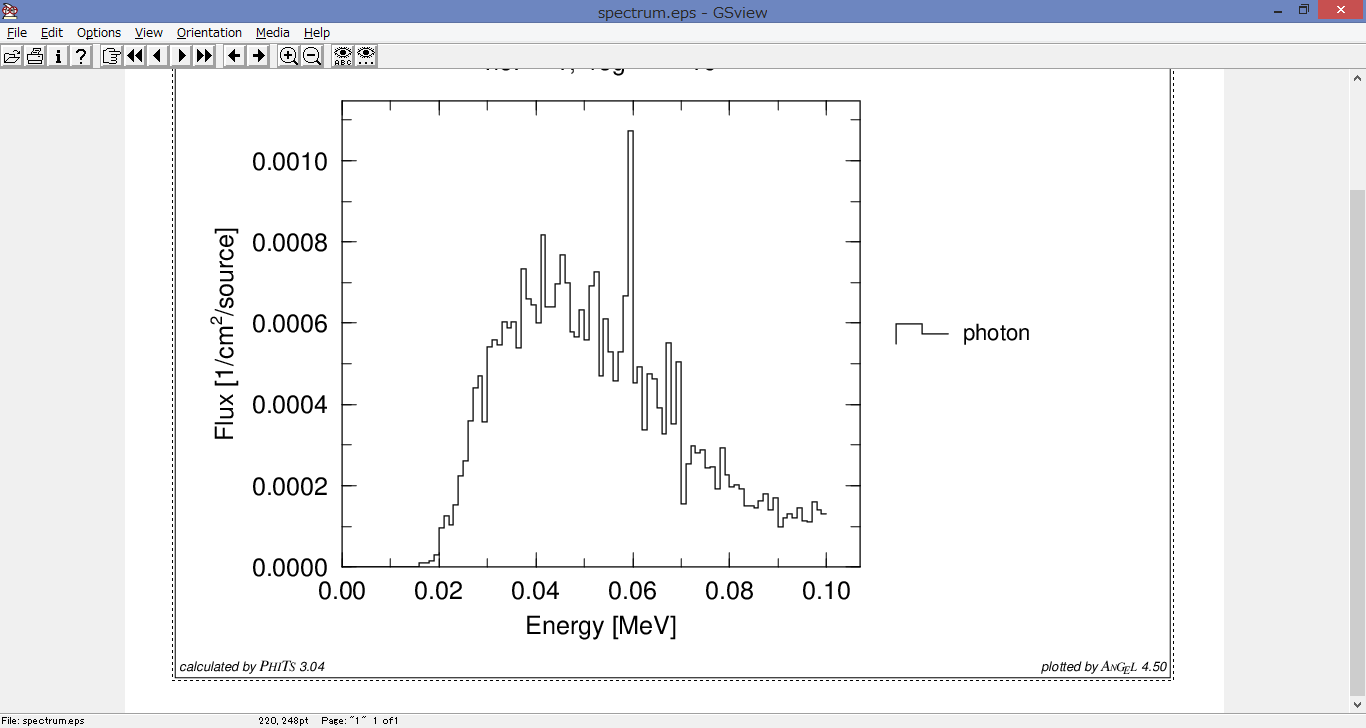 spectrum.eps - GSview
File Edit Options View Orientation Media Help
ABC
0.0010
0.0008
0.0006
0.0004
0.0002
0.0000
Flux [1/cm²/source]
0.00 0.02 0.04 0.06 0.08 0.10
Energy [MeV]
photon
calculated by PHITS 3.04
plotted by ANGEL 4.50
File: spectrum.eps 220, 248pt Page: "1" 1 of 1